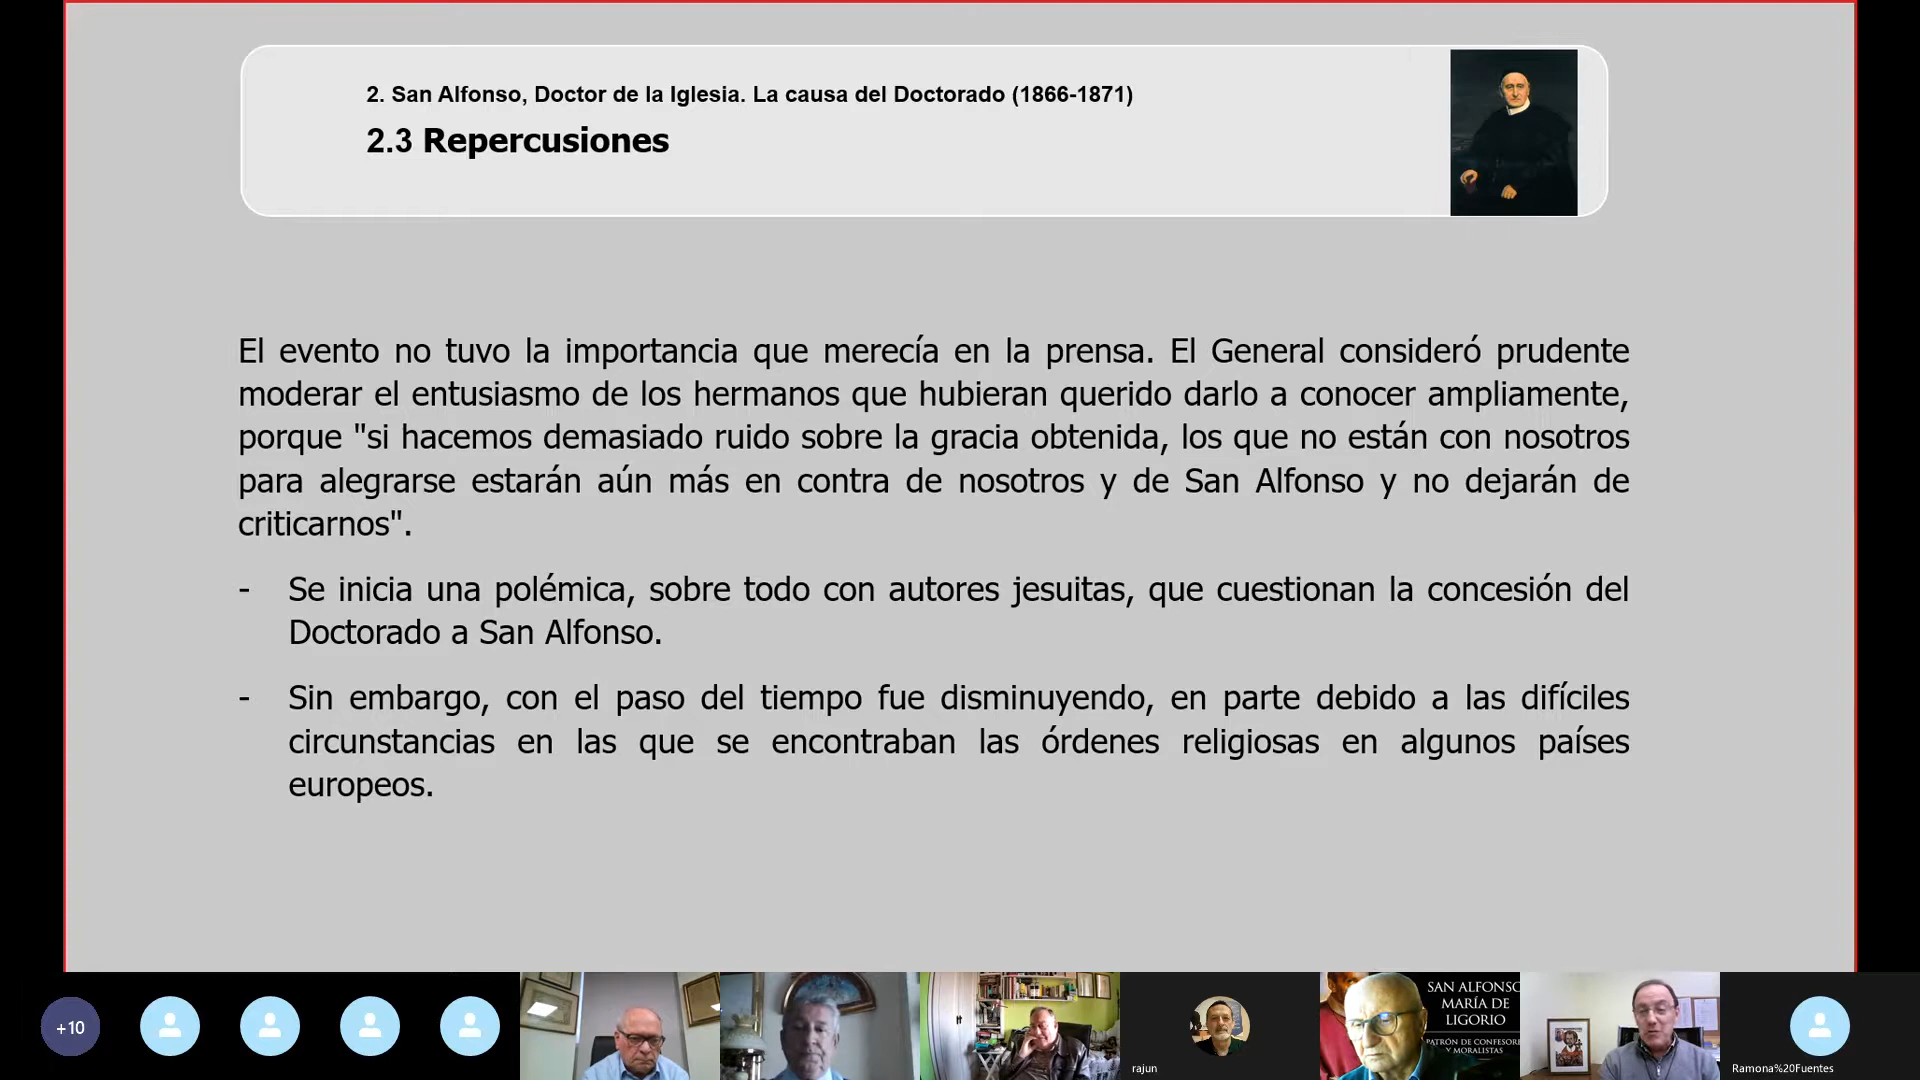 2. San Alfonso, Doctor de la Iglesia. La causa del Doctorado (1866-1871)
2.3 Repercusiones
El evento no tuvo la importancia que merecía en la prensa. El General consideró prudente
moderar el entusiasmo de los hermanos que hubieran querido darlo a conocer ampliamente,
porque "si hacemos demasiado ruido sobre la gracia obtenida, los que no están con nosotros
para alegrarse estarán aún más en contra de nosotros y de San Alfonso y no dejarán de
criticarnos".
- Se inicia una polémica, sobre todo con autores jesuitas, que cuestionan la concesión del
Doctorado a San Alfonso.
- Sin embargo, con el paso del tiempo fue disminuyendo, en parte debido a las difíciles
circunstancias en las que se encontraban las órdenes religiosas en algunos países
europeos.
+10
rajun
SAN ALFONSO
MARÍA DE
LIGORIO
PATRÓN DE CONFESORE
Y MORALISTAS
Ramona%20Fuentes